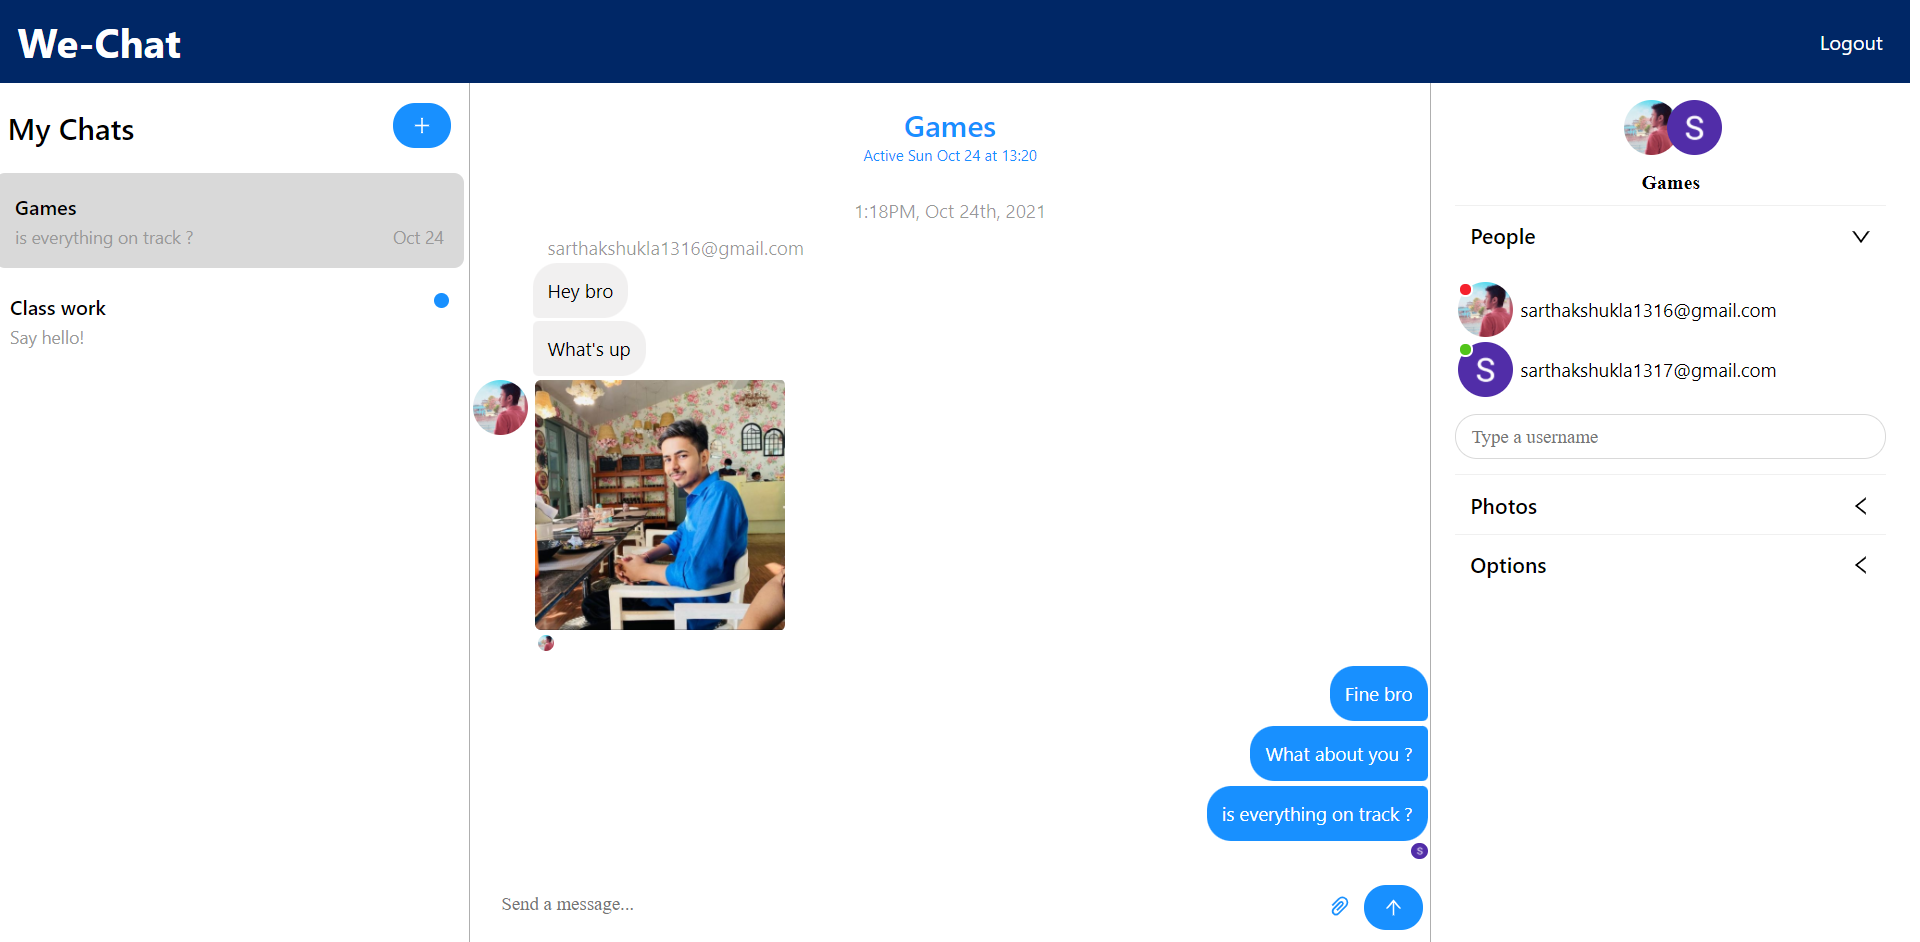 We-Chat
Logout
My Chats
+
Games
is everything on track ?
Oct 24
Class work
Say hello!
Games
Active Sun Oct 24 at 13:20
1:18PM, Oct 24th, 2021
sarthakshukla1316@gmail.com
Hey bro
What's up
Fine bro
What about you ?
is everything on track ?
S
Send a message...
S
Games
People
sarthakshukla1316@gmail.com
S
sarthakshukla1317@gmail.com
Type a username
Photos
Options